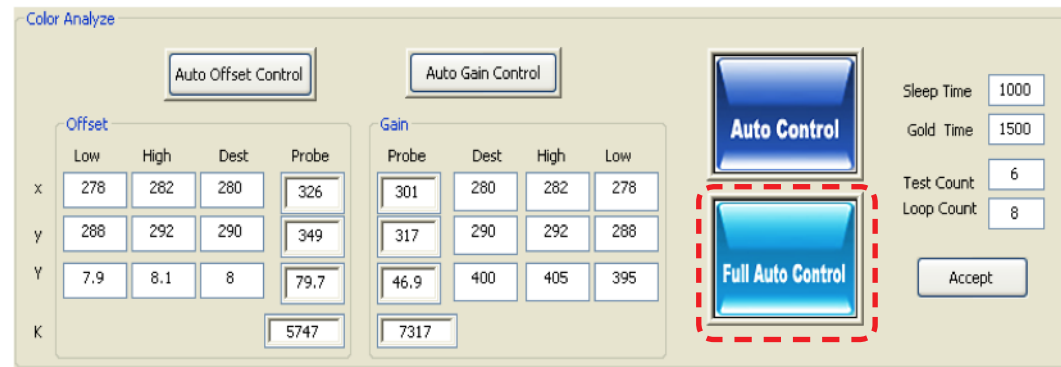 Color Analyze
Auto Offset Control
Auto Gain Control
Auto Control
Sleep Time 1000
Gold Time 1500
Test Count 6
Loop Count 8
Offset
Low High Dest Probe
Gain
Probe Dest High Low
x 278 282 280 326 301 280 282 278
y 288 292 290 349 317 290 292 288
Y 7.9 8.1 8 79.7 46.9 400 405 395
K 5747 7317
Full Auto Control
Accept